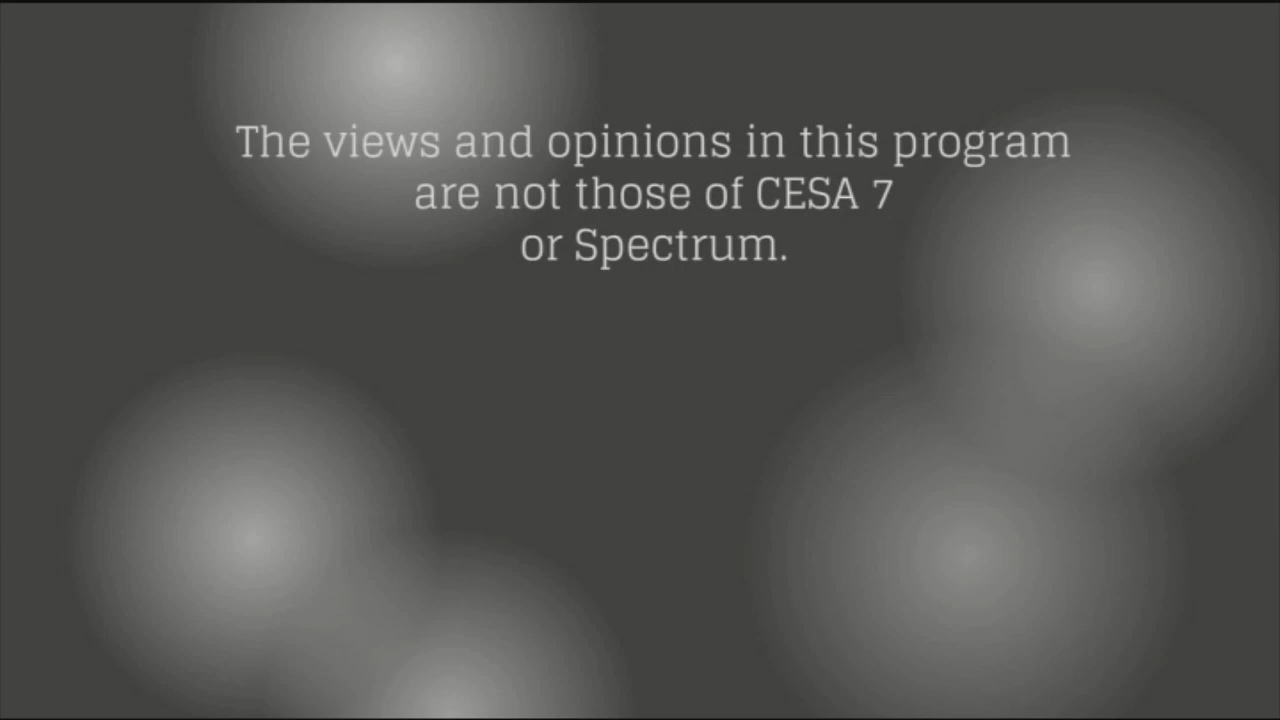 The views and opinions in this program
are not those of CESA 7
or Spectrum.